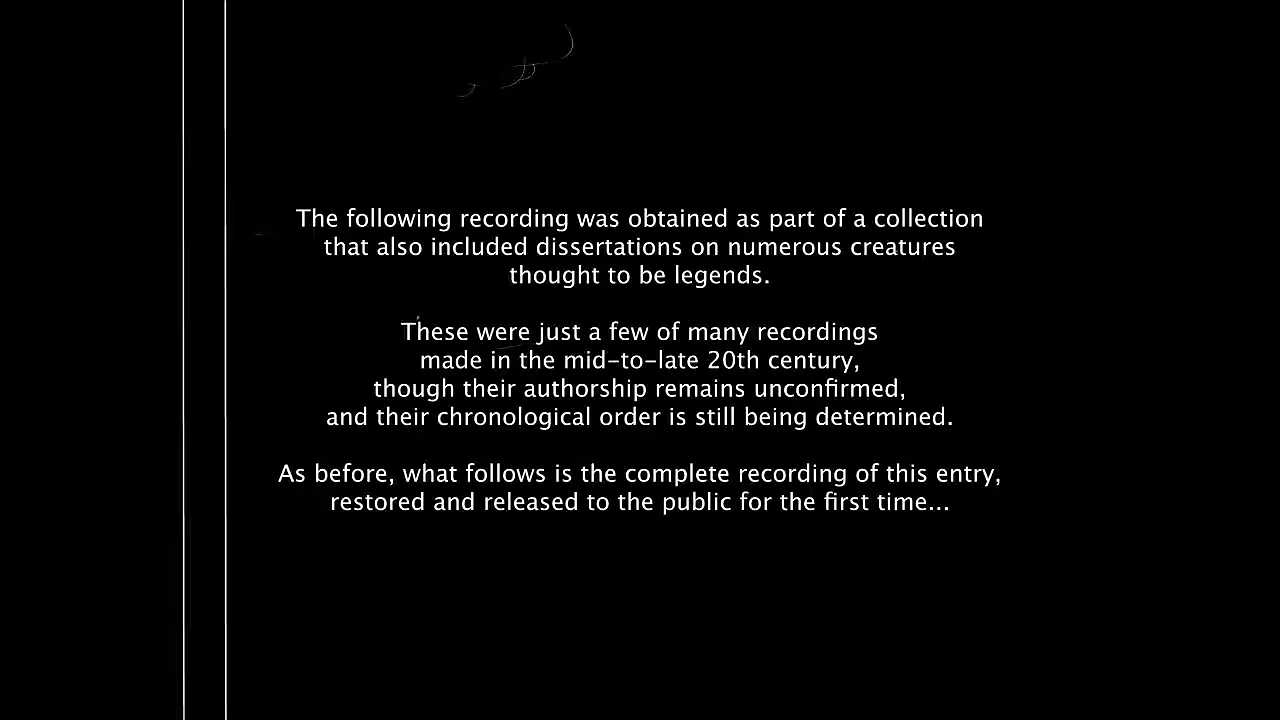 The following recording was obtained as part of a collection
that also included dissertations on numerous creatures
thought to be legends.
These were just a few of many recordings
made in the mid-to-late 20th century,
though their authorship remains unconfirmed,
and their chronological order is still being determined.
As before, what follows is the complete recording of this entry,
restored and released to the public for the first time...